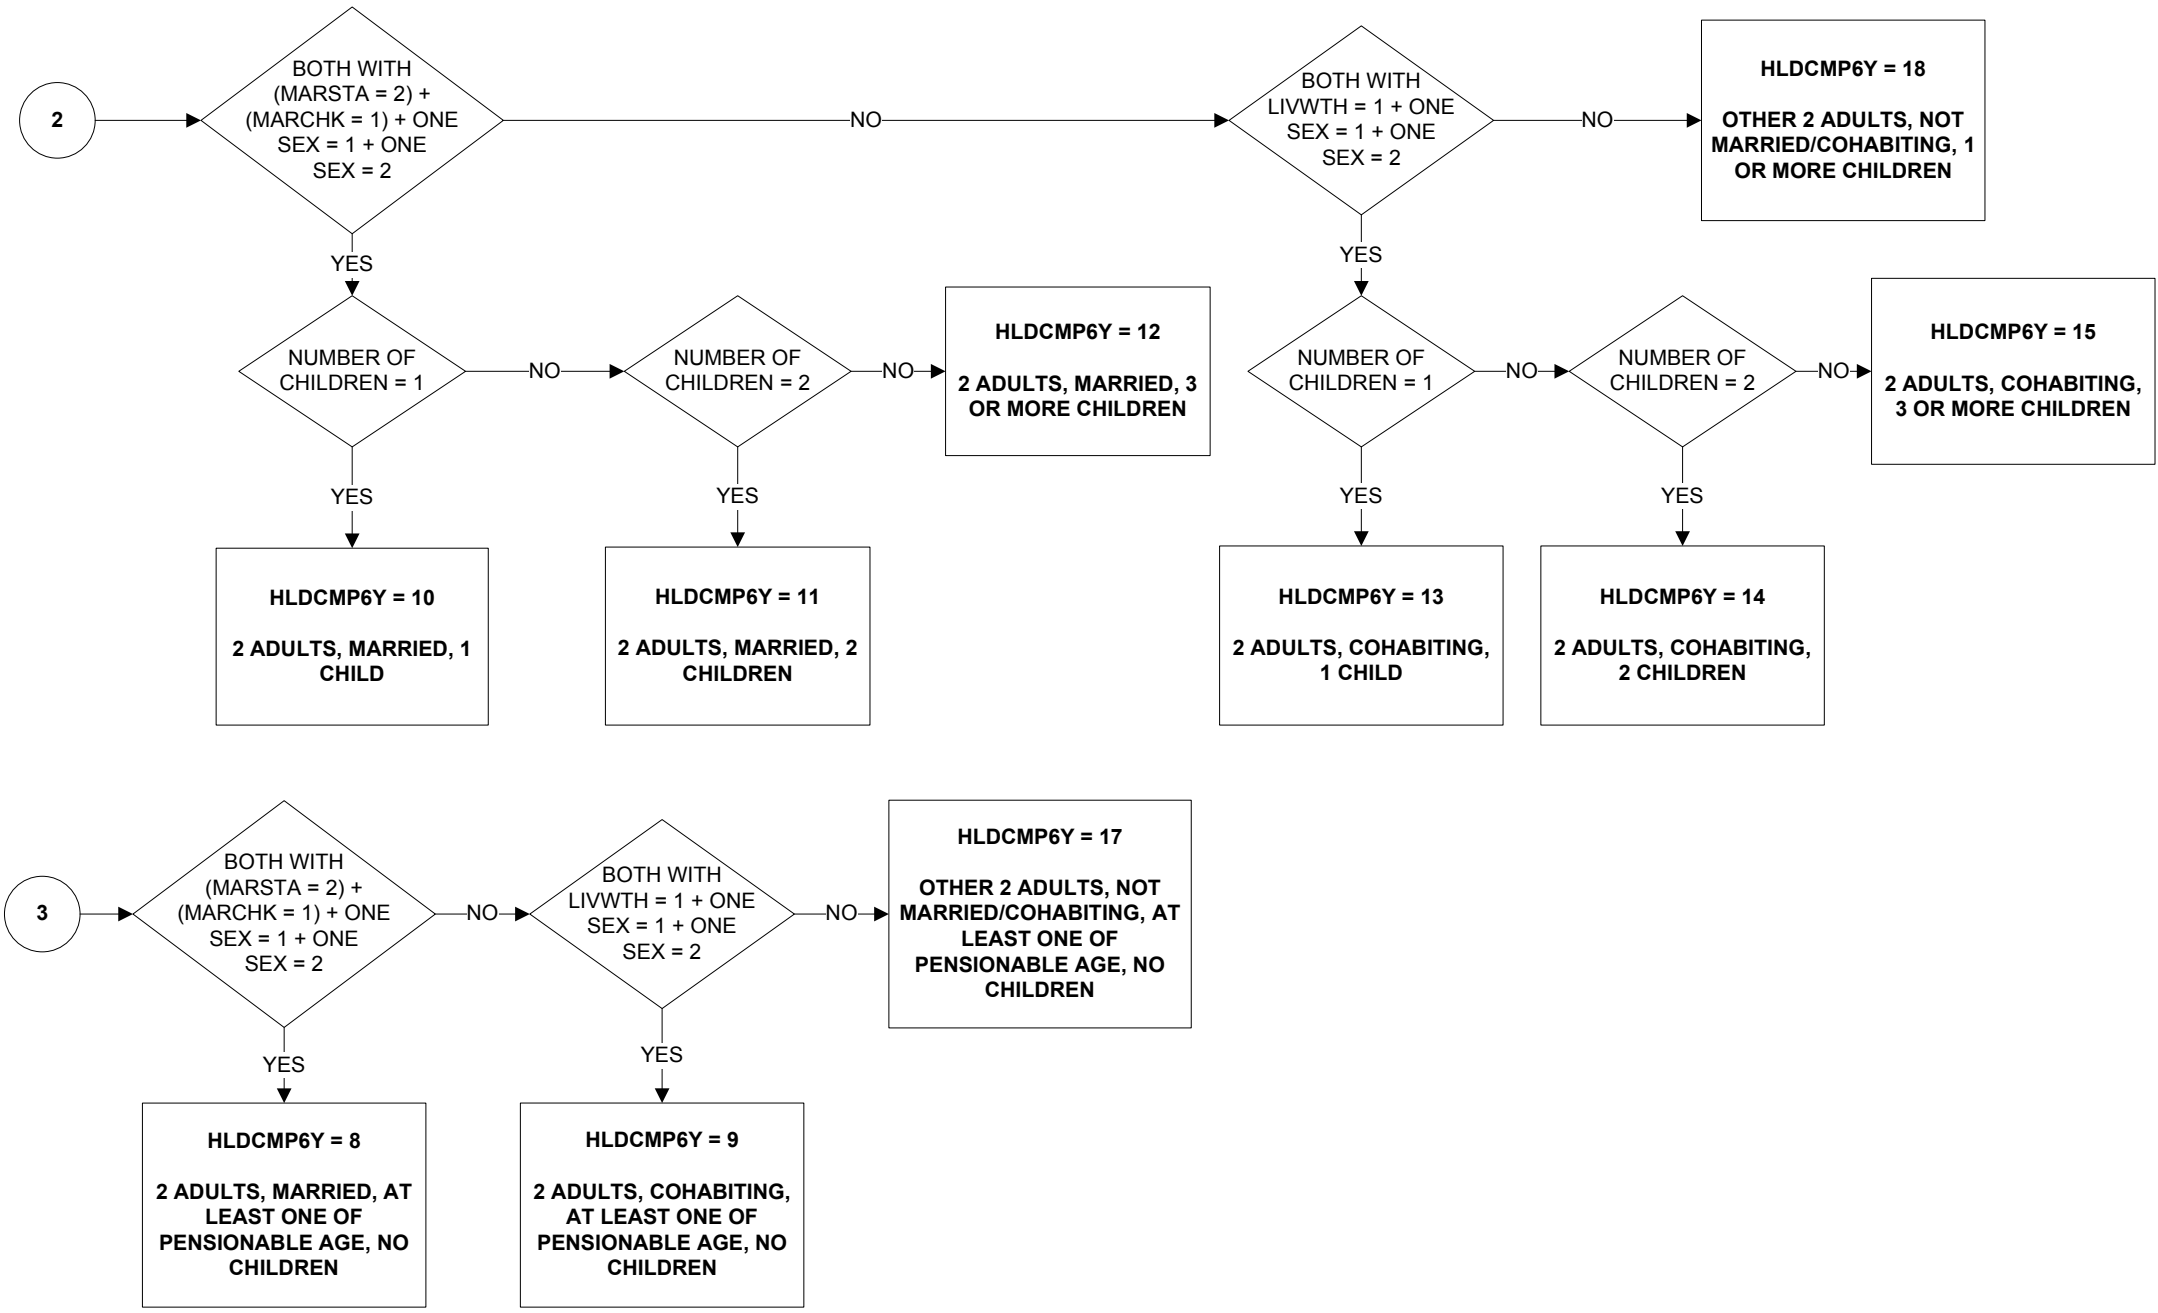 2
BOTH WITH
(MARSTA = 2) +
(MARCHK = 1) + ONE
SEX = 1 + ONE
SEX = 2
NO
BOTH WITH
LIVWTH = 1 + ONE
SEX = 1 + ONE
SEX = 2
NO
HLDCMP6Y = 18
OTHER 2 ADULTS, NOT
MARRIED/COHABITING, 1
OR MORE CHILDREN
YES
YES
NUMBER OF
CHILDREN = 1
NO
NUMBER OF
CHILDREN = 2
NO
HLDCMP6Y = 12
2 ADULTS, MARRIED, 3
OR MORE CHILDREN
NUMBER OF
CHILDREN = 1
NO
NUMBER OF
CHILDREN = 2
NO
HLDCMP6Y = 15
2 ADULTS, COHABITING,
3 OR MORE CHILDREN
YES
YES
YES
YES
HLDCMP6Y = 10
2 ADULTS, MARRIED, 1
CHILD
HLDCMP6Y = 11
2 ADULTS, MARRIED, 2
CHILDREN
HLDCMP6Y = 13
2 ADULTS, COHABITING,
1 CHILD
HLDCMP6Y = 14
2 ADULTS, COHABITING,
2 CHILDREN
3
BOTH WITH
(MARSTA = 2) +
(MARCHK = 1) + ONE
SEX = 1 + ONE
SEX = 2
NO
BOTH WITH
LIVWTH = 1 + ONE
SEX = 1 + ONE
SEX = 2
NO
HLDCMP6Y = 17
OTHER 2 ADULTS, NOT
MARRIED/COHABITING, AT
LEAST ONE OF
PENSIONABLE AGE, NO
CHILDREN
YES
YES
HLDCMP6Y = 8
2 ADULTS, MARRIED, AT
LEAST ONE OF
PENSIONABLE AGE, NO
CHILDREN
HLDCMP6Y = 9
2 ADULTS, COHABITING,
AT LEAST ONE OF
PENSIONABLE AGE, NO
CHILDREN